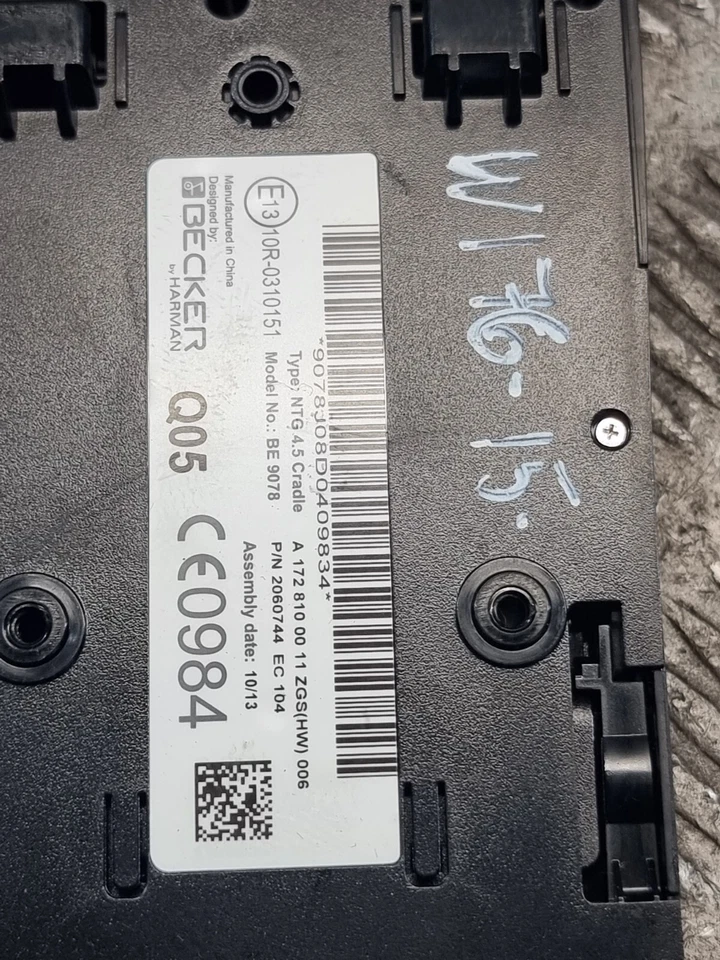 W176-15.
*9078J08D0409834*
Type: NTG 4.5 Cradle A 172 810 00 11 ZGS(HW) 006
E13 10R-0310151 Model No.: BE 9078 P/N 2060744 EC 104
Manufactured in China Assembly date: 10/13
Designed by:
BECKER
by HARMAN
Q05 CE0984